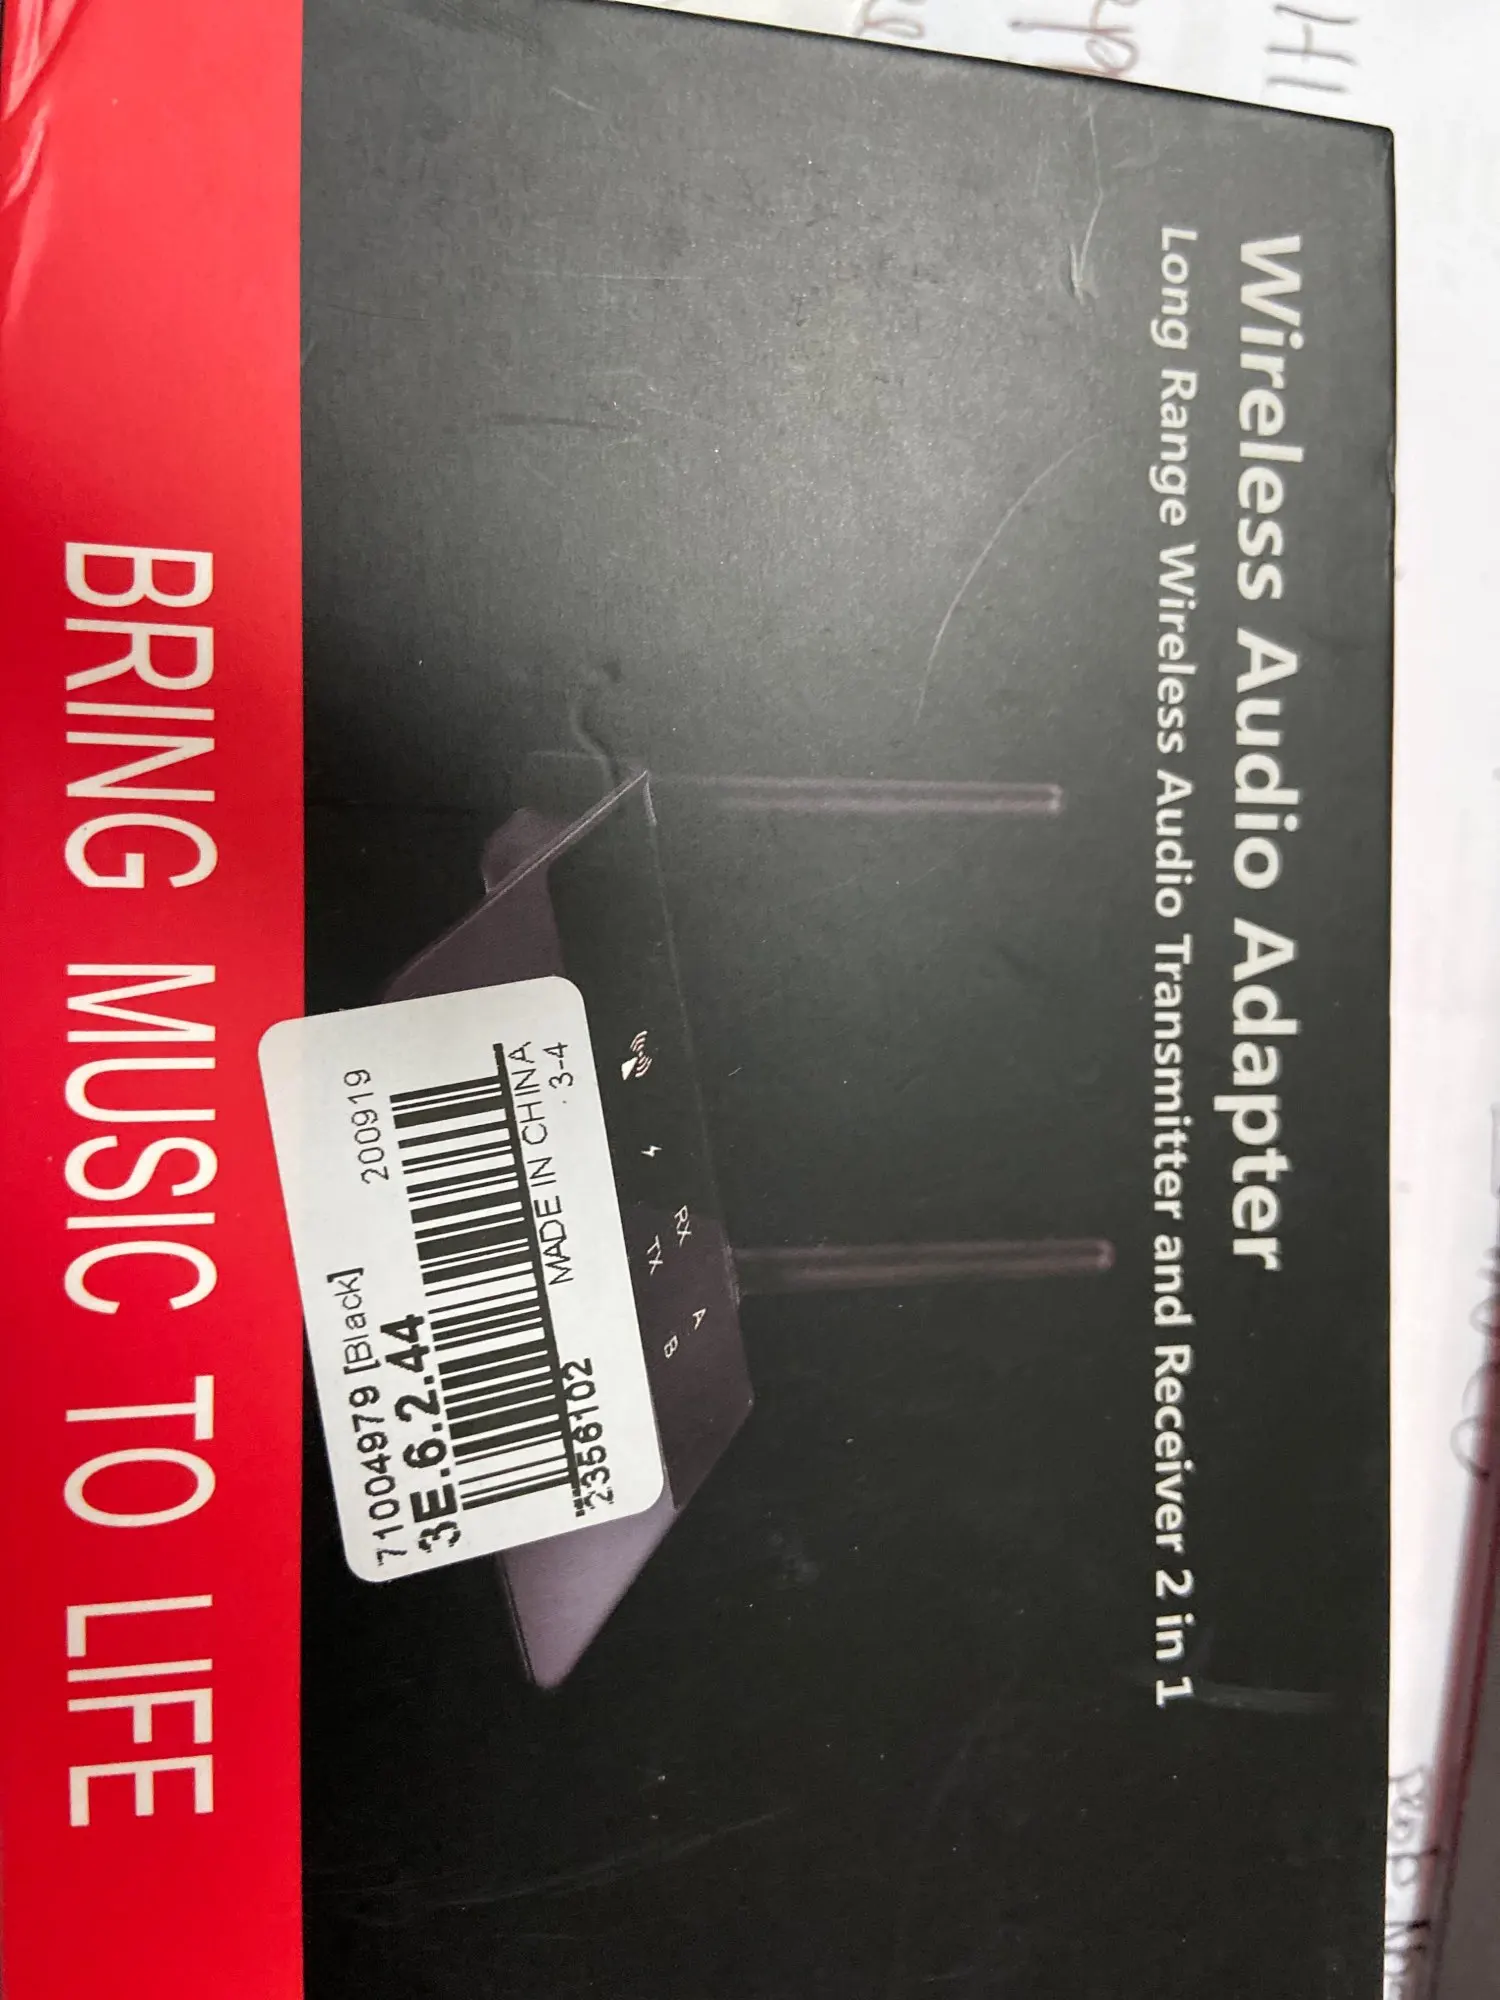 Wireless Audio Adapter
Long Range Wireless Audio Transmitter and Receiver 2 in 1
RX
TX
A
B
71004979 [Black]
200919
3E.6.2.44
MADE IN CHINA
2356102
3-4
BRING MUSIC TO LIFE
HI